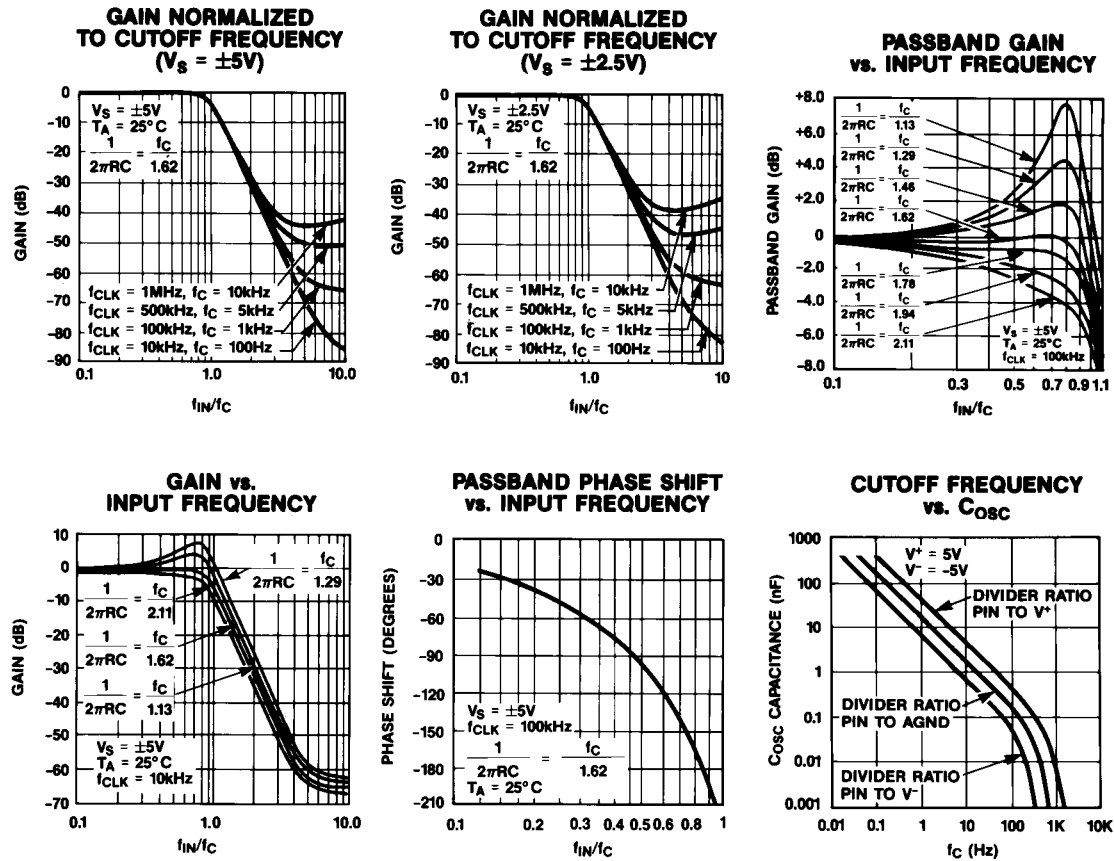 GAIN NORMALIZED
TO CUTOFF FREQUENCY
(VS = ±5V)
GAIN (dB)
0
-10
-20
-30
-40
-50
-60
-70
-80
-90
VS = ±5V
TA = 25°C
1/2πRC = fC/1.62
fCLK = 1MHz, fC = 10kHz
fCLK = 500kHz, fC = 5kHz
fCLK = 100kHz, fC = 1kHz
fCLK = 10kHz, fC = 100Hz
0.1 1.0 10.0
fIN/fC
GAIN NORMALIZED
TO CUTOFF FREQUENCY
(VS = ±2.5V)
GAIN (dB)
0
-10
-20
-30
-40
-50
-60
-70
-80
-90
VS = ±2.5V
TA = 25°C
1/2πRC = fC/1.62
fCLK = 1MHz, fC = 10kHz
fCLK = 500kHz, fC = 5kHz
fCLK = 100kHz, fC = 1kHz
fCLK = 10kHz, fC = 100Hz
0.1 1.0 10
fIN/fC
PASSBAND GAIN
vs. INPUT FREQUENCY
PASSBAND GAIN (dB)
+8.0
+6.0
+4.0
+2.0
0
-2.0
-4.0
-6.0
-8.0
1/2πRC = fC/1.13
1/2πRC = fC/1.29
1/2πRC = fC/1.46
1/2πRC = fC/1.62
1/2πRC = fC/1.78
1/2πRC = fC/1.94
1/2πRC = fC/2.11
VS = ±5V
TA = 25°C
fCLK = 100kHz
0.1 0.3 0.5 0.7 0.9 1.1
fIN/fC
GAIN vs.
INPUT FREQUENCY
GAIN (dB)
10
0
-10
-20
-30
-40
-50
-60
-70
1/2πRC = fC/1.29
1/2πRC = fC/2.11
1/2πRC = fC/1.62
1/2πRC = fC/1.13
VS = ±5V
TA = 25°C
fCLK = 10kHz
0.1 1.0 10.0
fIN/fC
PASSBAND PHASE SHIFT
vs. INPUT FREQUENCY
PHASE SHIFT (DEGREES)
0
-30
-60
-90
-120
-150
-180
-210
VS = ±5V
fCLK = 100kHz
1/2πRC = fC/1.62
TA = 25°C
0.1 0.2 0.3 0.4 0.5 0.6 0.8 1
fIN/fC
CUTOFF FREQUENCY
vs. COSC
COSC CAPACITANCE (nF)
1000
100
10
1
0.1
0.01
0.001
V+ = 5V
V- = -5V
DIVIDER RATIO
PIN TO V+
DIVIDER RATIO
PIN TO AGND
DIVIDER RATIO
PIN TO V-
0.01 0.1 1 10 100 1K 10K
fC (Hz)